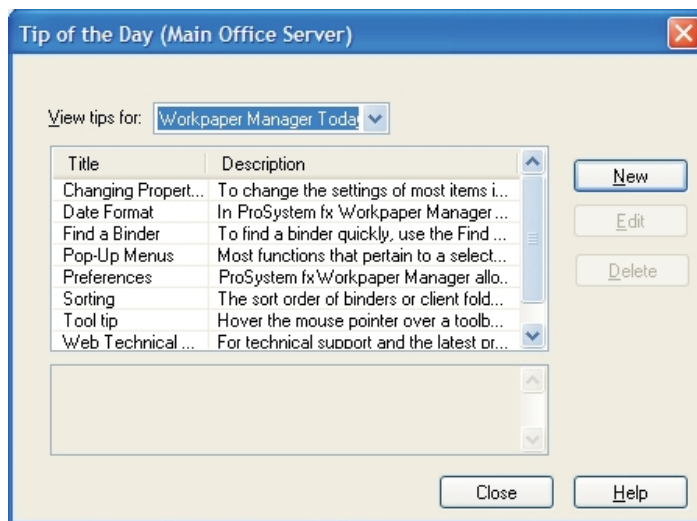 Tip of the Day (Main Office Server)
View tips for: Workpaper Manager Toda
Title Description
Changing Propert... To change the settings of most items i...
Date Format In ProSystem fx Workpaper Manager ...
Find a Binder To find a binder quickly, use the Find ...
Pop-Up Menus Most functions that pertain to a select...
Preferences ProSystem fx Workpaper Manager allo...
Sorting The sort order of binders or client fold...
Tool tip Hover the mouse pointer over a toolb...
Web Technical ... For technical support and the latest pr...
New
Edit
Delete
Close Help